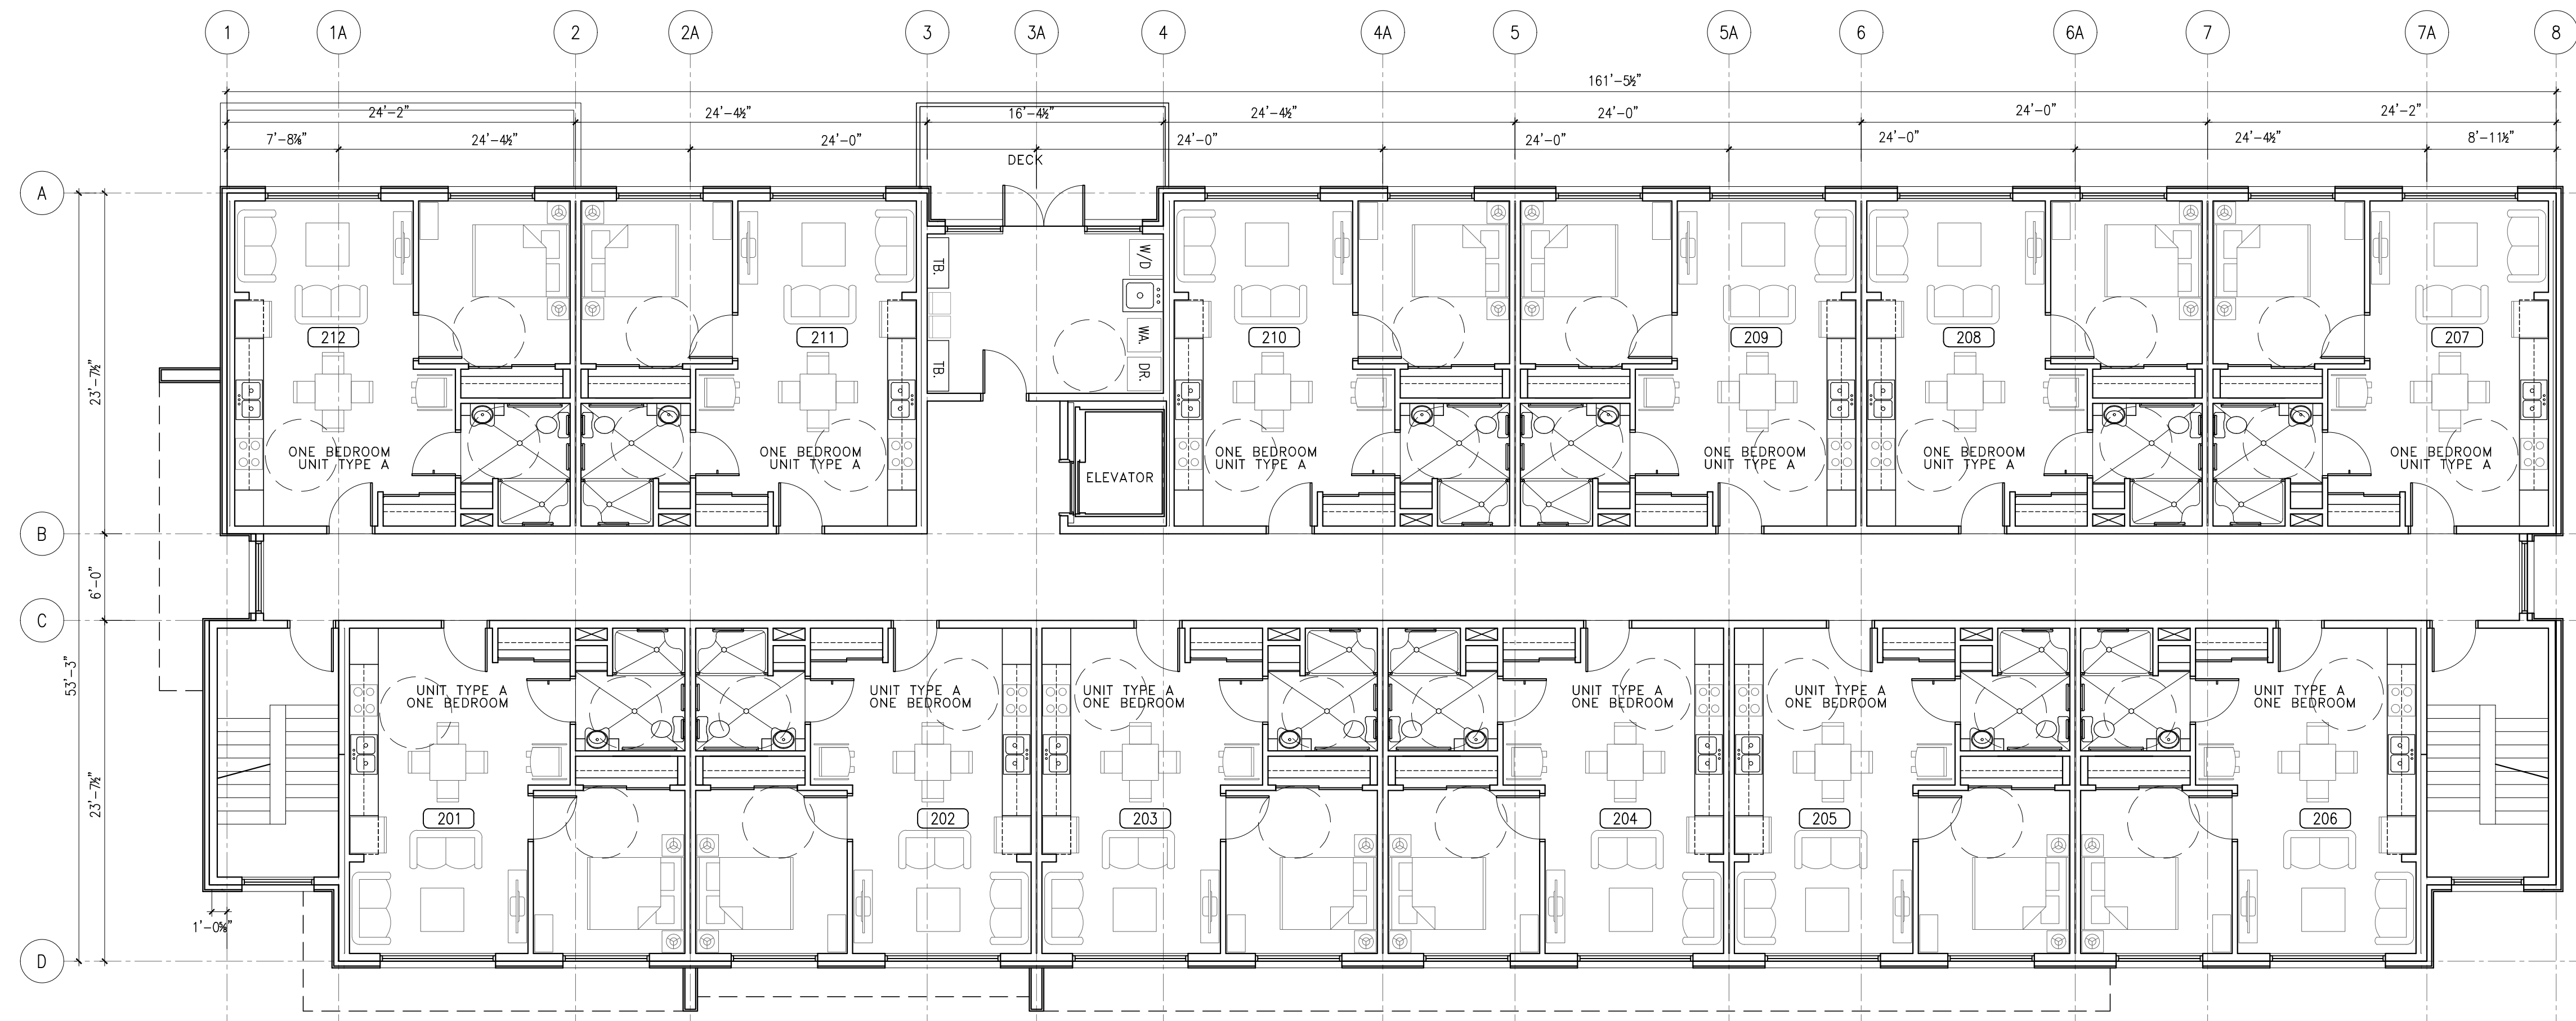 1 1A 2 2A 3 3A 4 4A 5 5A 6 6A 7 7A 8
161'-5½"
24'-2" 24'-4½" 16'-4½" 24'-4½" 24'-0" 24'-0" 24'-2"
7'-8⅞" 24'-4½" 24'-0" 24'-0" 24'-0" 24'-0" 24'-4½" 8'-11½"
DECK
A
W/D
TB.
212 211 WA. 210 209 208 207
TB. DR.
23'-7½"
ONE BEDROOM ONE BEDROOM ONE BEDROOM ONE BEDROOM ONE BEDROOM ONE BEDROOM
UNIT TYPE A UNIT TYPE A UNIT TYPE A UNIT TYPE A UNIT TYPE A UNIT TYPE A
ELEVATOR
B
6'-0"
C
53'-3"
UNIT TYPE A UNIT TYPE A UNIT TYPE A UNIT TYPE A UNIT TYPE A UNIT TYPE A
ONE BEDROOM ONE BEDROOM ONE BEDROOM ONE BEDROOM ONE BEDROOM ONE BEDROOM
23'-7½"
201 202 203 204 205 206
D